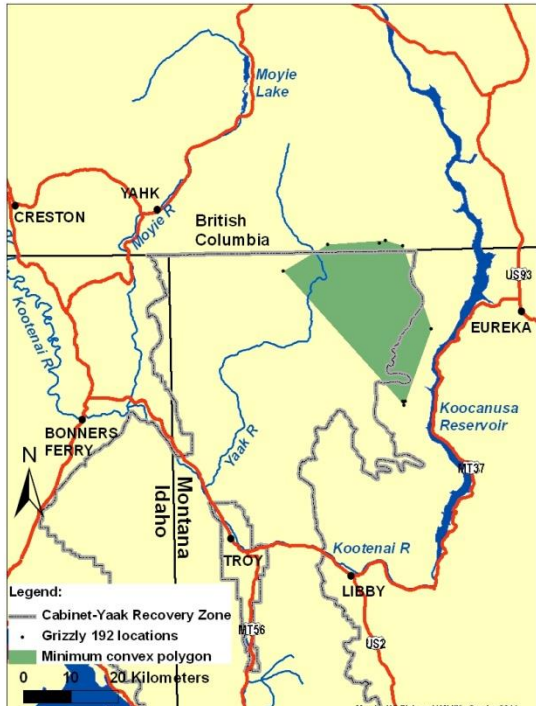 Moyie
Lake
YAHK
CRESTON
Moyie R
British
Columbia
US93
EUREKA
Kootenai R
Koocanusa
Reservoir
BONNERS
FERRY
Yaak R
MT37
Montana
Idaho
N
TROY
Kootenai R
LIBBY
MT56
US2
Legend:
Cabinet-Yaak Recovery Zone
Grizzly 192 locations
Minimum convex polygon
0 10 20 Kilometers